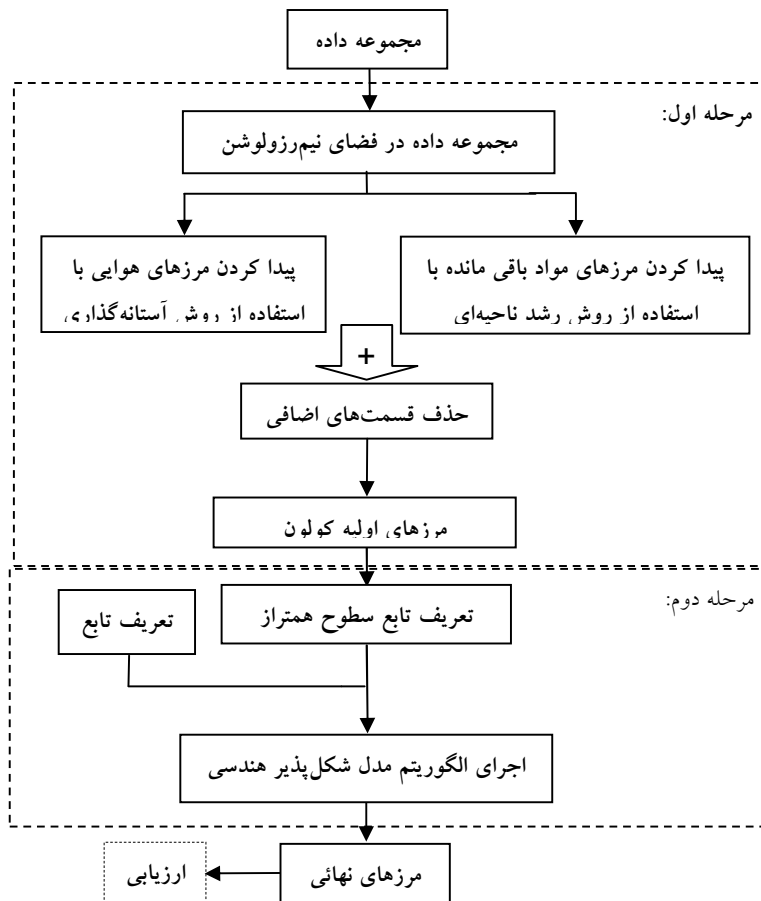 مجموعه داده
مرحله اول:
مجموعه داده در فضای نیم‌رزولوشن
پیدا کردن مرزهای مواد باقی مانده با
استفاده از روش رشد ناحیه‌ای
پیدا کردن مرزهای هوایی با
استفاده از روش آستانه‌گذاری
+
حذف قسمت‌های اضافی
مرزهای اولیه کولون
مرحله دوم:
تعریف تابع سطوح همتراز
تعریف تابع
اجرای الگوریتم مدل شکل‌پذیر هندسی
مرزهای نهائی
ارزیابی